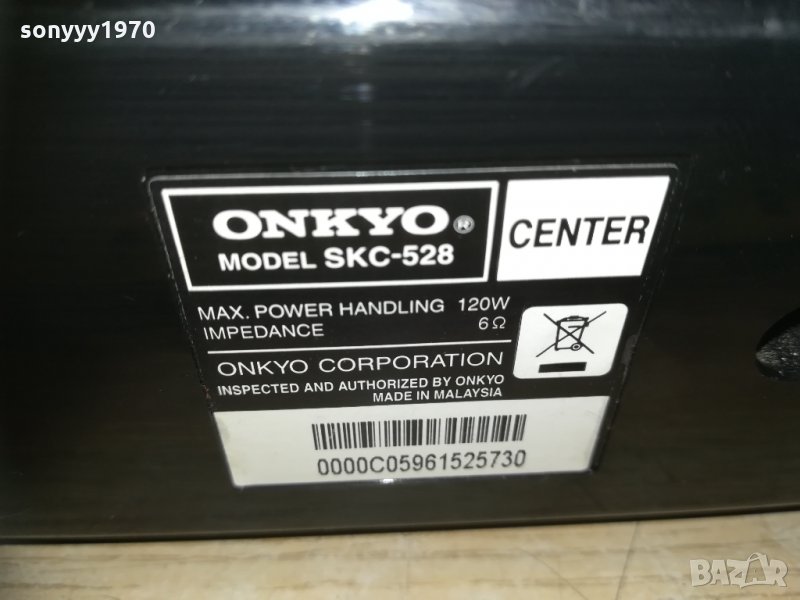 sonyyy1970
ONKYO®
MODEL SKC-528
CENTER
MAX. POWER HANDLING 120W
IMPEDANCE 6Ω
ONKYO CORPORATION
INSPECTED AND AUTHORIZED BY ONKYO
MADE IN MALAYSIA
0000C05961525730
BAZAR